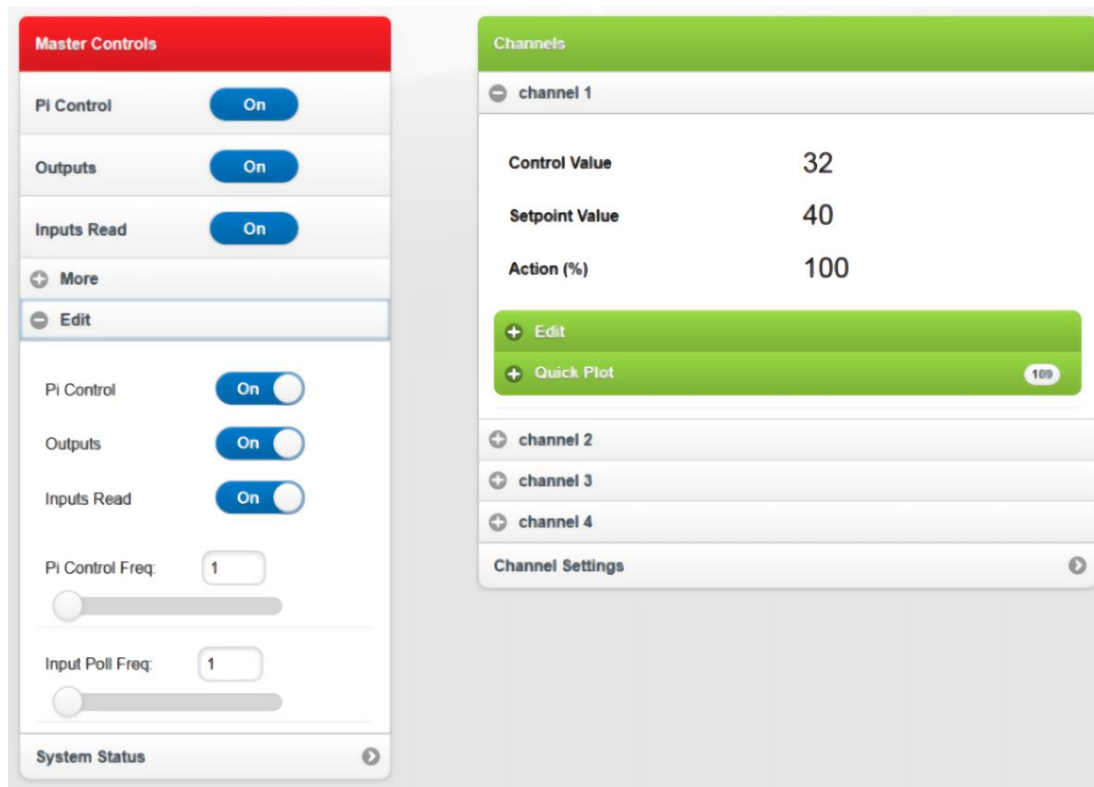 Master Controls
Pi Control On
Outputs On
Inputs Read On
More
Edit
Pi Control On
Outputs On
Inputs Read On
Pi Control Freq: 1
Input Poll Freq: 1
System Status
Channels
channel 1
Control Value 32
Setpoint Value 40
Action (%) 100
Edit
Quick Plot 109
channel 2
channel 3
channel 4
Channel Settings